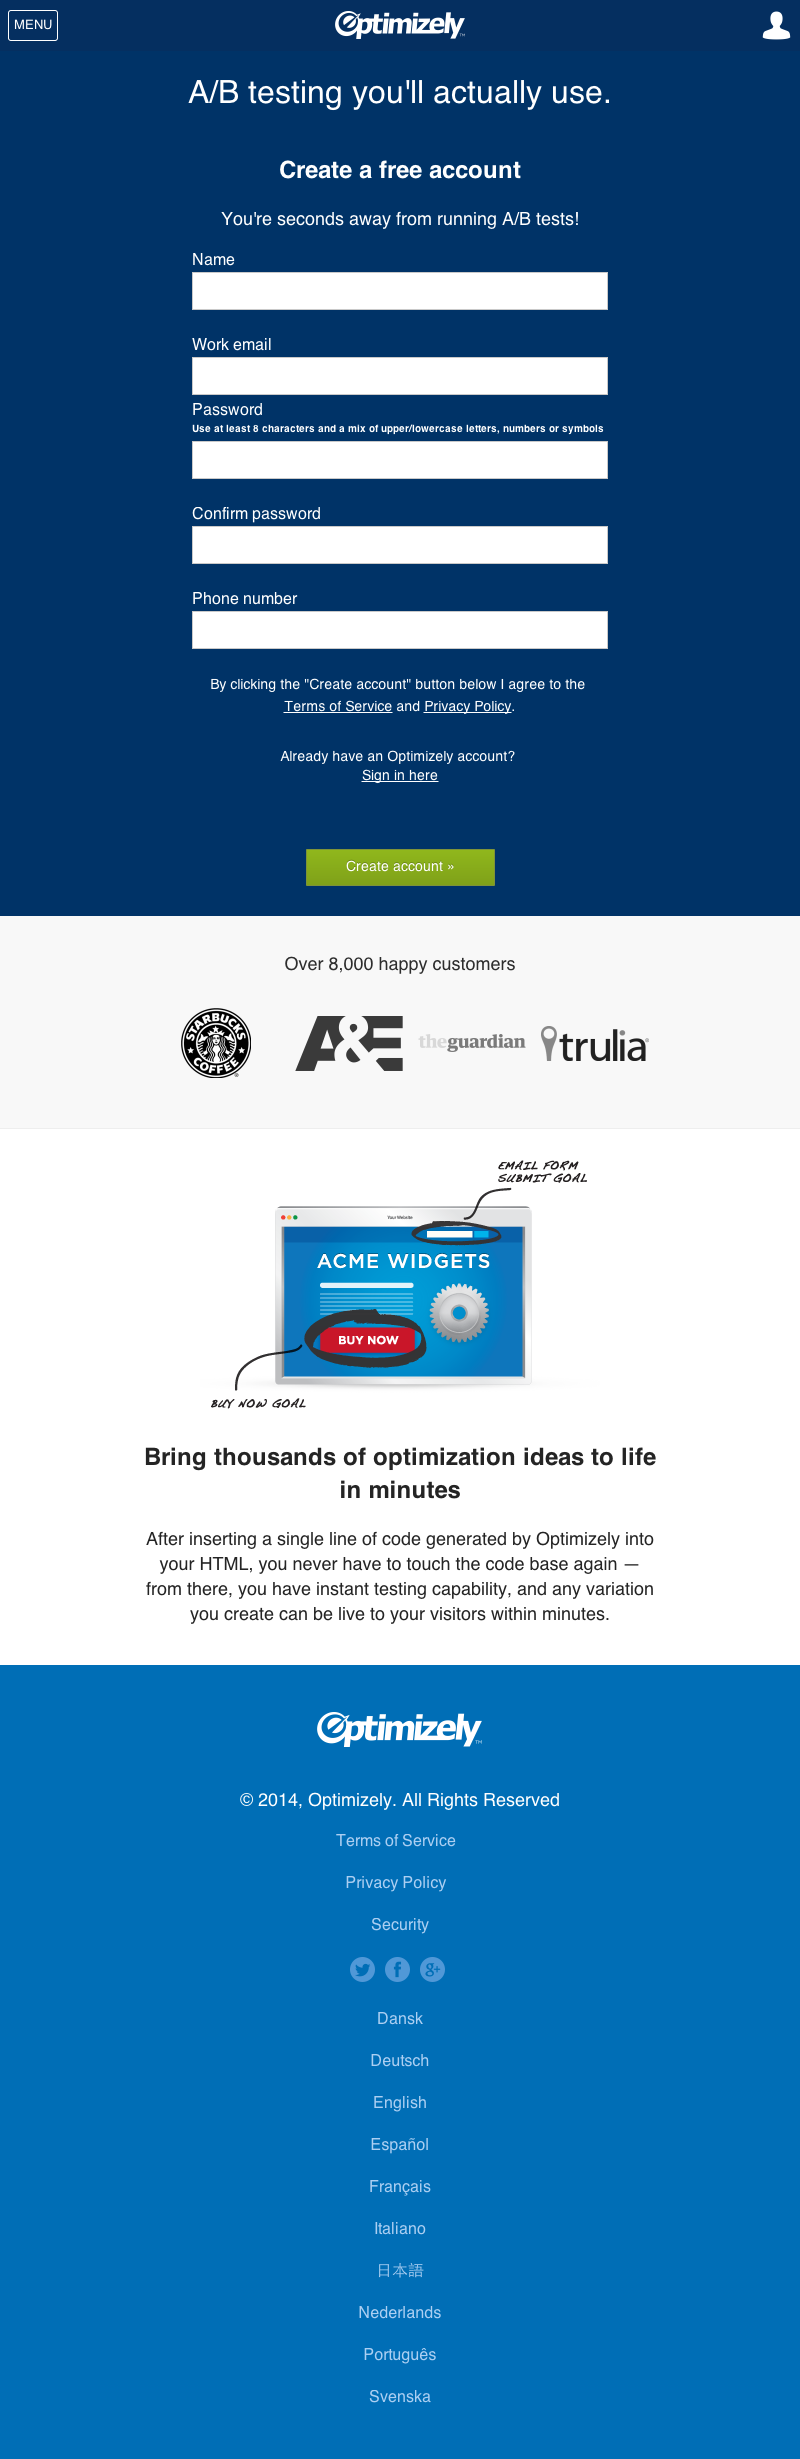 MENU
Optimizely™
A/B testing you'll actually use.
Create a free account
You're seconds away from running A/B tests!
Name
Work email
Password
Use at least 8 characters and a mix of upper/lowercase letters, numbers or symbols
Confirm password
Phone number
By clicking the "Create account" button below I agree to the
Terms of Service and Privacy Policy.
Already have an Optimizely account?
Sign in here
Create account »
Over 8,000 happy customers
STARBUCKS COFFEE ®
A&E
theguardian
trulia®
EMAIL FORM
SUBMIT GOAL
Your Website
ACME WIDGETS
BUY NOW
BUY NOW GOAL
Bring thousands of optimization ideas to life
in minutes
After inserting a single line of code generated by Optimizely into
your HTML, you never have to touch the code base again —
from there, you have instant testing capability, and any variation
you create can be live to your visitors within minutes.
Optimizely™
© 2014, Optimizely. All Rights Reserved
Terms of Service
Privacy Policy
Security
Dansk
Deutsch
English
Español
Français
Italiano
日本語
Nederlands
Português
Svenska